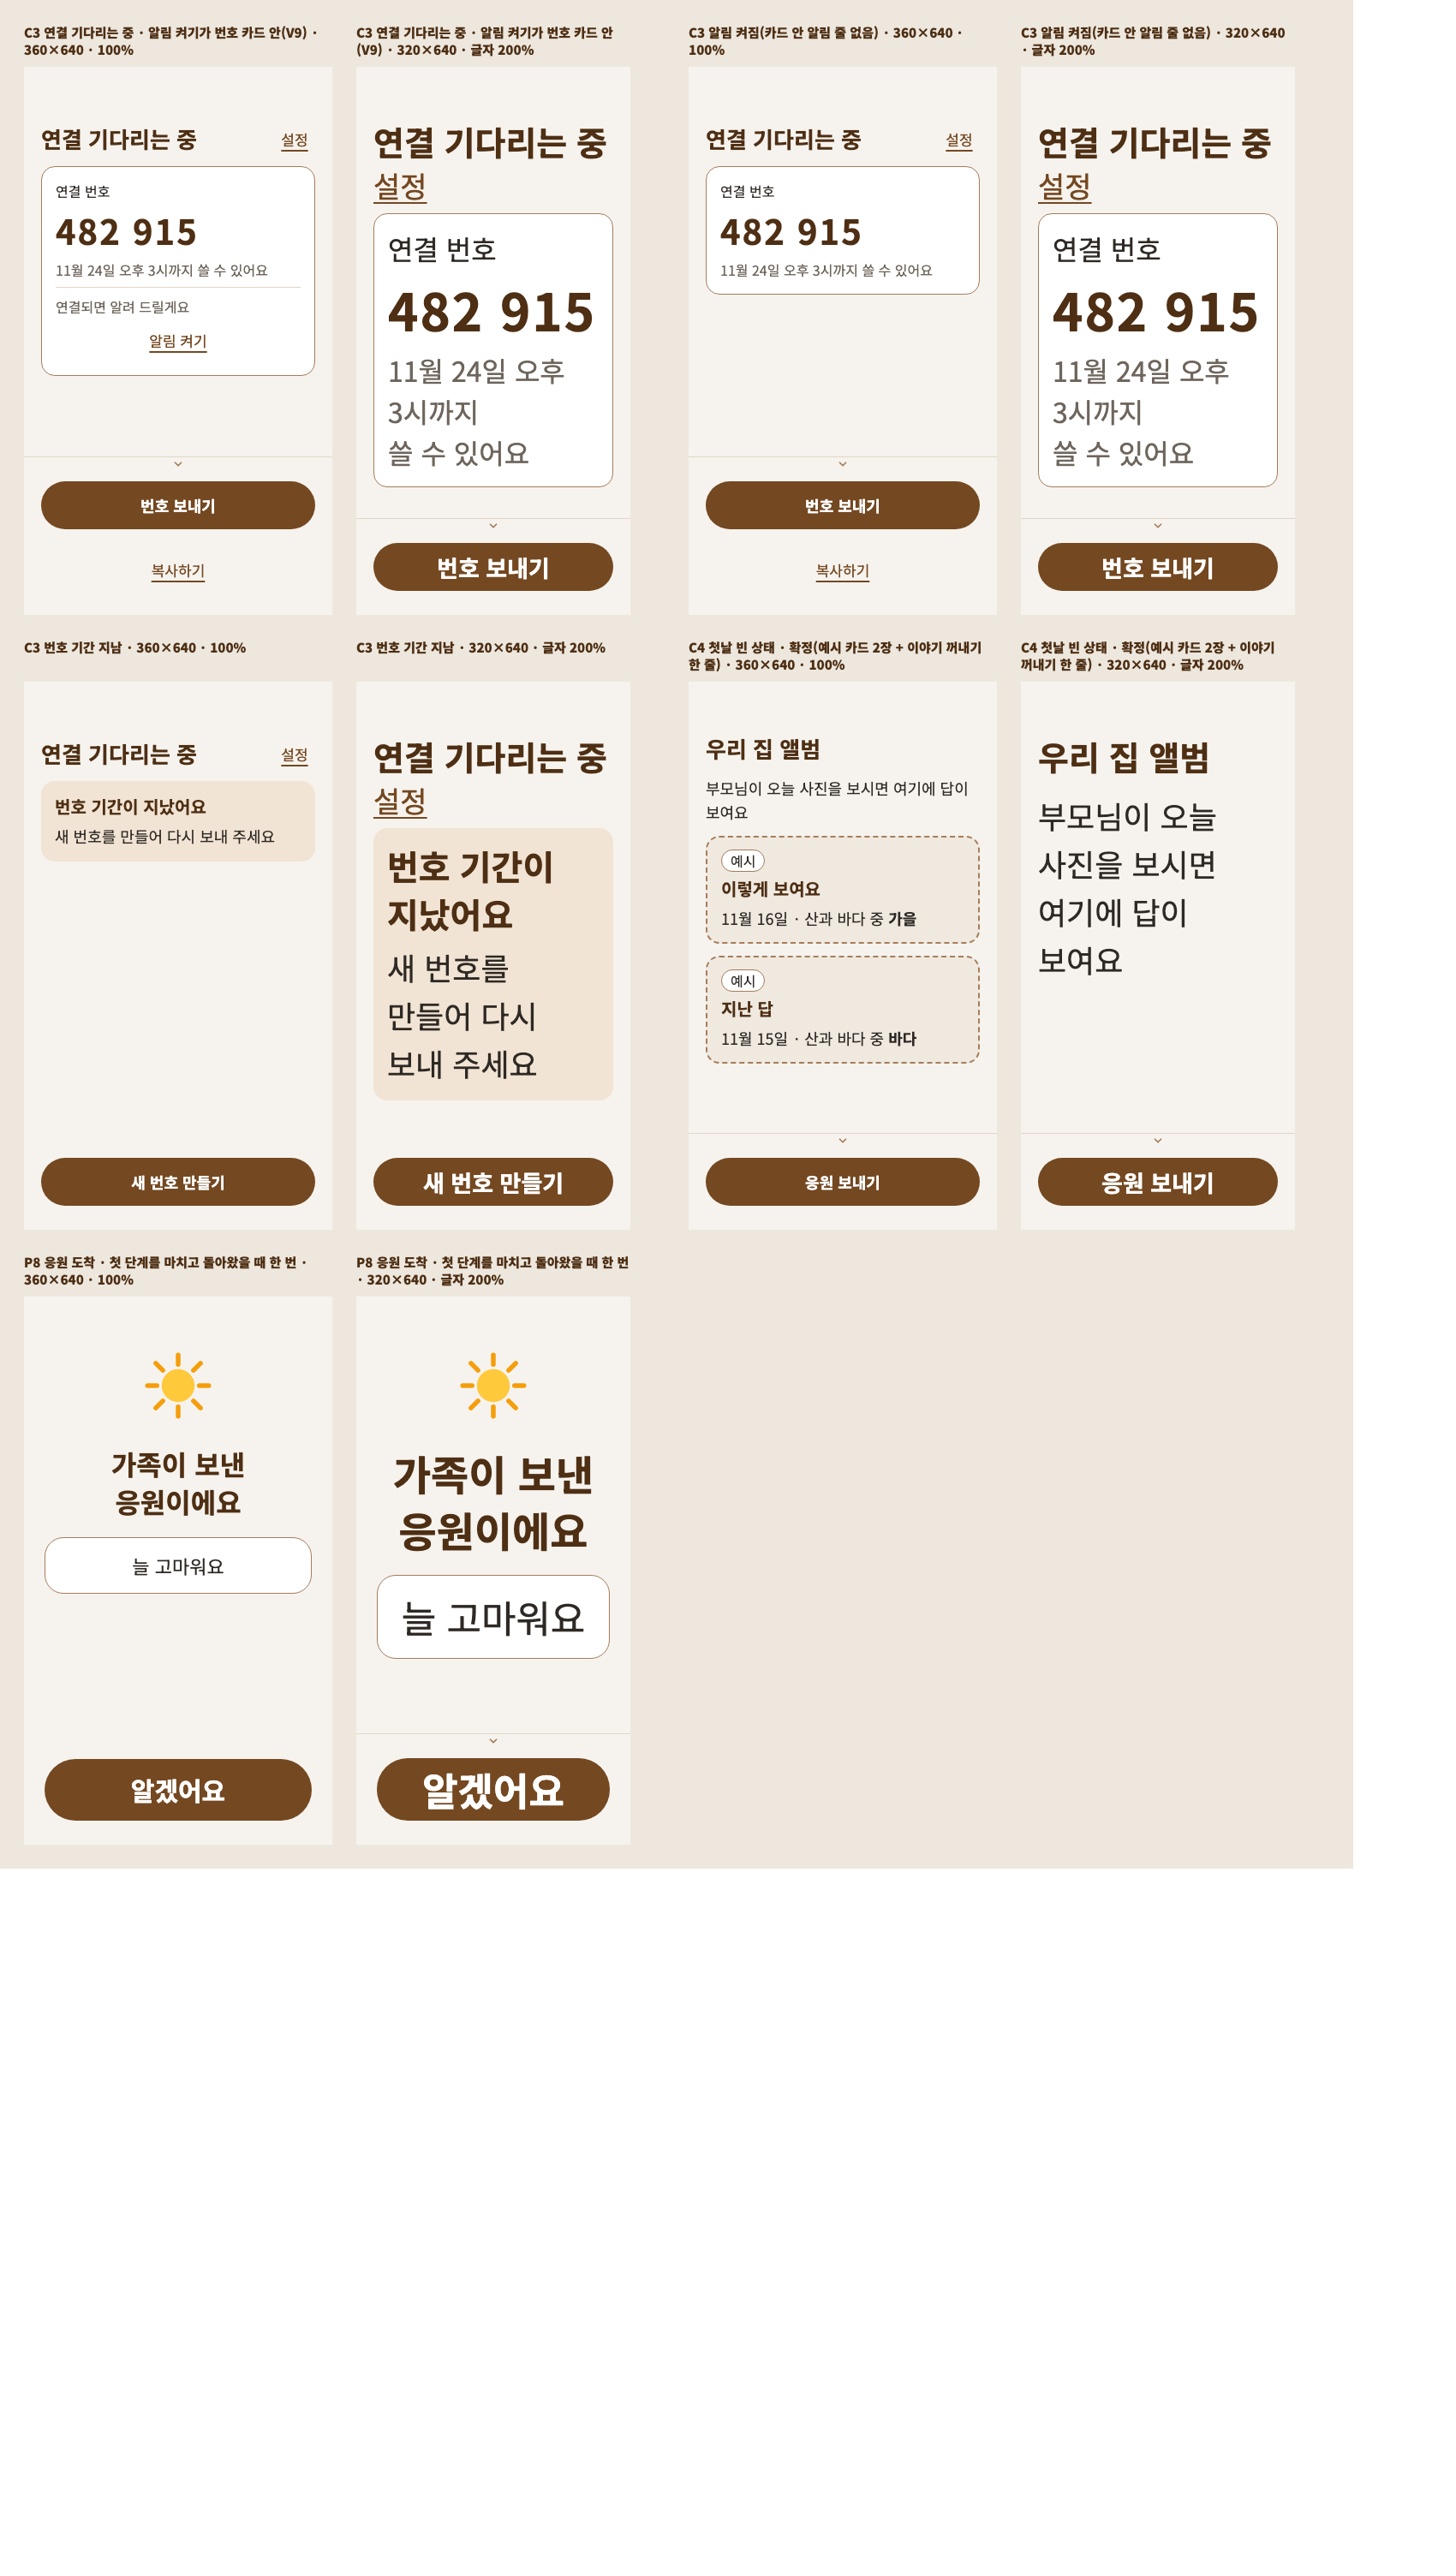 C3 연결 기다리는 중 · 알림 켜기가 번호 카드 안(V9) ·
360×640 · 100%
연결 기다리는 중
설정
연결 번호
482 915
11월 24일 오후 3시까지 쓸 수 있어요
연결되면 알려 드릴게요
알림 켜기
번호 보내기
복사하기
C3 연결 기다리는 중 · 알림 켜기가 번호 카드 안
(V9) · 320×640 · 글자 200%
연결 기다리는 중
설정
연결 번호
482 915
11월 24일 오후
3시까지
쓸 수 있어요
번호 보내기
C3 알림 켜짐(카드 안 알림 줄 없음) · 360×640 ·
100%
연결 기다리는 중
설정
연결 번호
482 915
11월 24일 오후 3시까지 쓸 수 있어요
번호 보내기
복사하기
C3 알림 켜짐(카드 안 알림 줄 없음) · 320×640
· 글자 200%
연결 기다리는 중
설정
연결 번호
482 915
11월 24일 오후
3시까지
쓸 수 있어요
번호 보내기
C3 번호 기간 지남 · 360×640 · 100%
연결 기다리는 중
설정
번호 기간이 지났어요
새 번호를 만들어 다시 보내 주세요
새 번호 만들기
C3 번호 기간 지남 · 320×640 · 글자 200%
연결 기다리는 중
설정
번호 기간이
지났어요
새 번호를
만들어 다시
보내 주세요
새 번호 만들기
C4 첫날 빈 상태 · 확정(예시 카드 2장 + 이야기 꺼내기
한 줄) · 360×640 · 100%
우리 집 앨범
부모님이 오늘 사진을 보시면 여기에 답이
보여요
예시
이렇게 보여요
11월 16일 · 산과 바다 중 가을
예시
지난 답
11월 15일 · 산과 바다 중 바다
응원 보내기
C4 첫날 빈 상태 · 확정(예시 카드 2장 + 이야기
꺼내기 한 줄) · 320×640 · 글자 200%
우리 집 앨범
부모님이 오늘
사진을 보시면
여기에 답이
보여요
응원 보내기
P8 응원 도착 · 첫 단계를 마치고 돌아왔을 때 한 번 ·
360×640 · 100%
가족이 보낸
응원이에요
늘 고마워요
알겠어요
P8 응원 도착 · 첫 단계를 마치고 돌아왔을 때 한 번
· 320×640 · 글자 200%
가족이 보낸
응원이에요
늘 고마워요
알겠어요